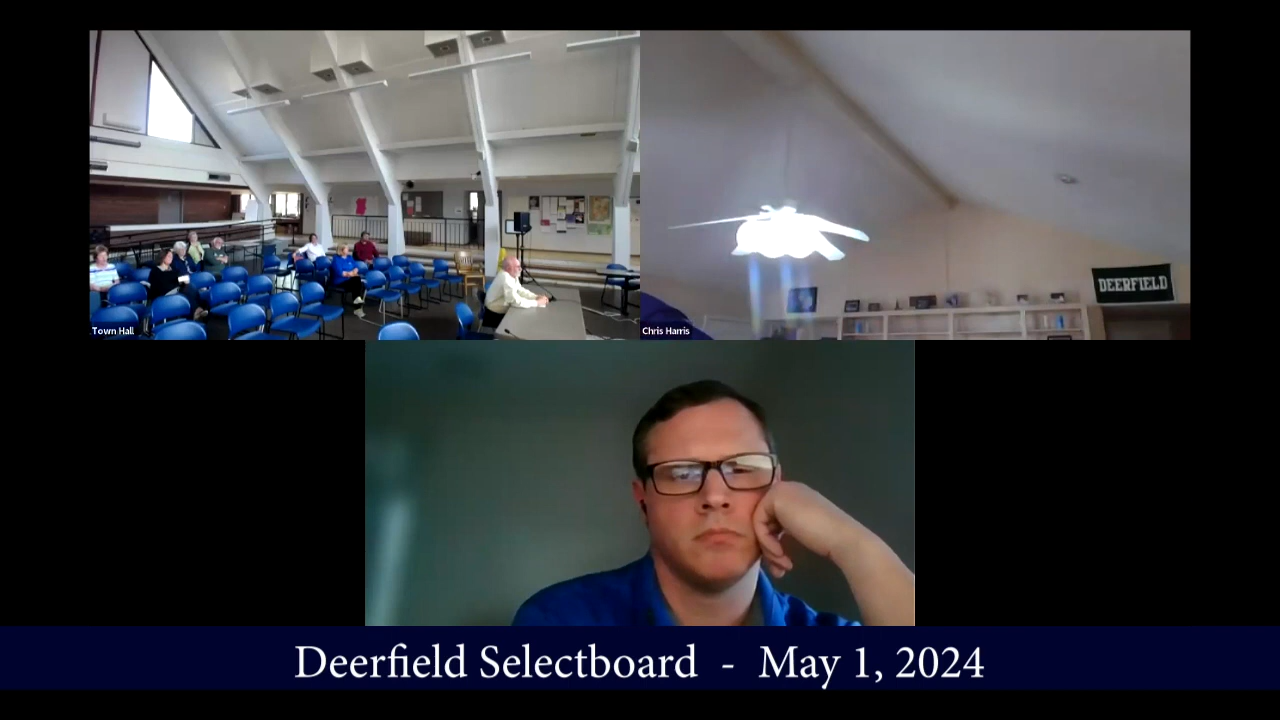 DEERFIELD
Town Hall
Chris Harris
Deerfield Selectboard - May 1, 2024